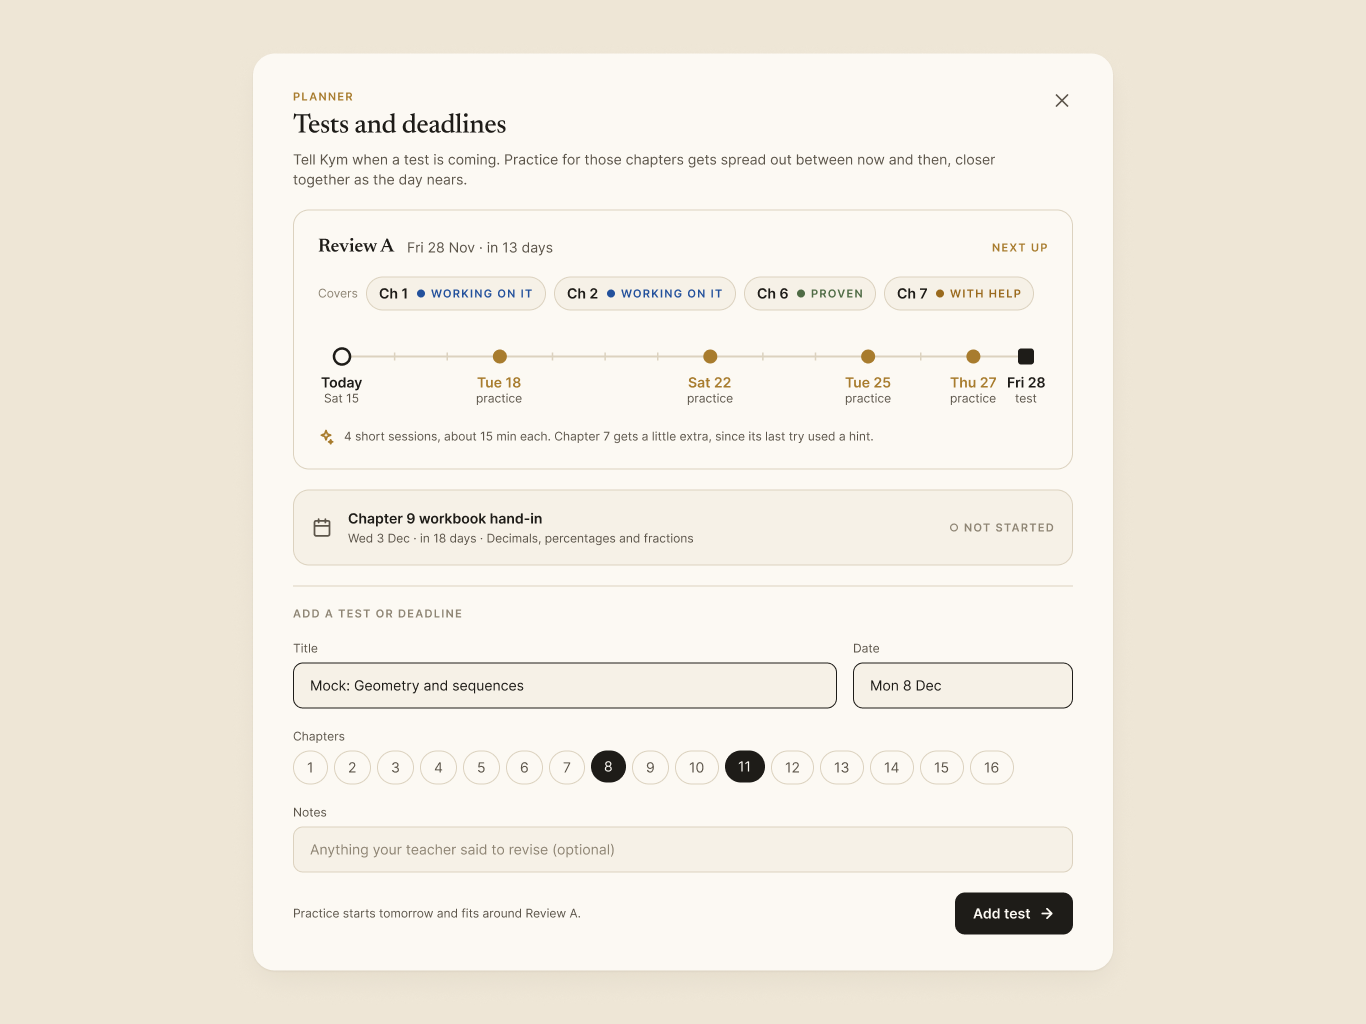 PLANNER
Tests and deadlines
Tell Kym when a test is coming. Practice for those chapters gets spread out between now and then, closer
together as the day nears.
Review A Fri 28 Nov · in 13 days NEXT UP
Covers Ch 1 WORKING ON IT Ch 2 WORKING ON IT Ch 6 PROVEN Ch 7 WITH HELP
Today Tue 18 Sat 22 Tue 25 Thu 27 Fri 28
Sat 15 practice practice practice practice test
4 short sessions, about 15 min each. Chapter 7 gets a little extra, since its last try used a hint.
Chapter 9 workbook hand-in
Wed 3 Dec · in 18 days · Decimals, percentages and fractions
NOT STARTED
ADD A TEST OR DEADLINE
Title Date
Mock: Geometry and sequences Mon 8 Dec
Chapters
1 2 3 4 5 6 7 8 9 10 11 12 13 14 15 16
Notes
Anything your teacher said to revise (optional)
Practice starts tomorrow and fits around Review A. Add test